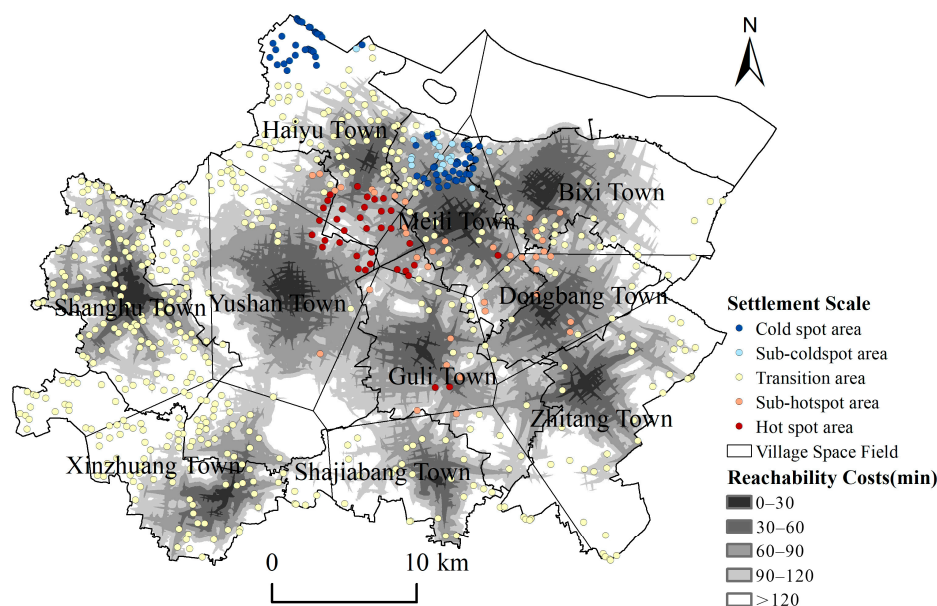 N
Haiyu Town
Bixi Town
Meili Town
Shanghu Town
Yushan Town
Dongbang Town
Guli Town
Zhitang Town
Xinzhuang Town
Shajiabang Town
0
10 km
Settlement Scale
Cold spot area
Sub-coldspot area
Transition area
Sub-hotspot area
Hot spot area
Village Space Field
Reachability Costs(min)
0–30
30–60
60–90
90–120
>120